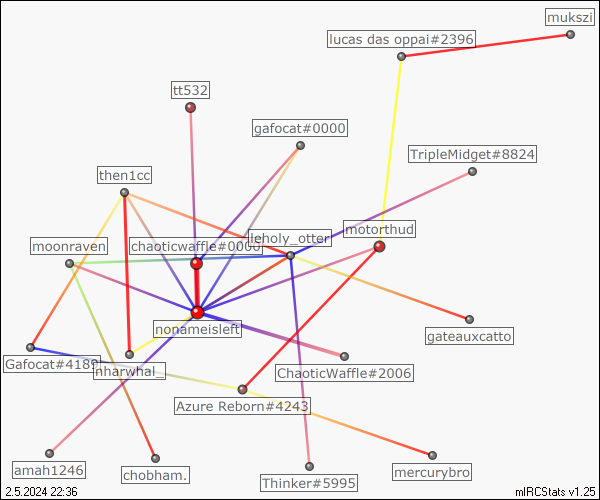 mukszi
lucas das oppai#2396
tt532
gafocat#0000
TripleMidget#8824
then1cc
motorthud
leholy_otter
moonraven
chaoticwaffle#0000
nonameisleft
gateauxcatto
Gafocat#4189
nharwhal_
ChaoticWaffle#2006
Azure Reborn#4243
amah1246
chobham.
mercurybro
Thinker#5995
2.5.2024 22:36
mIRCStats v1.25